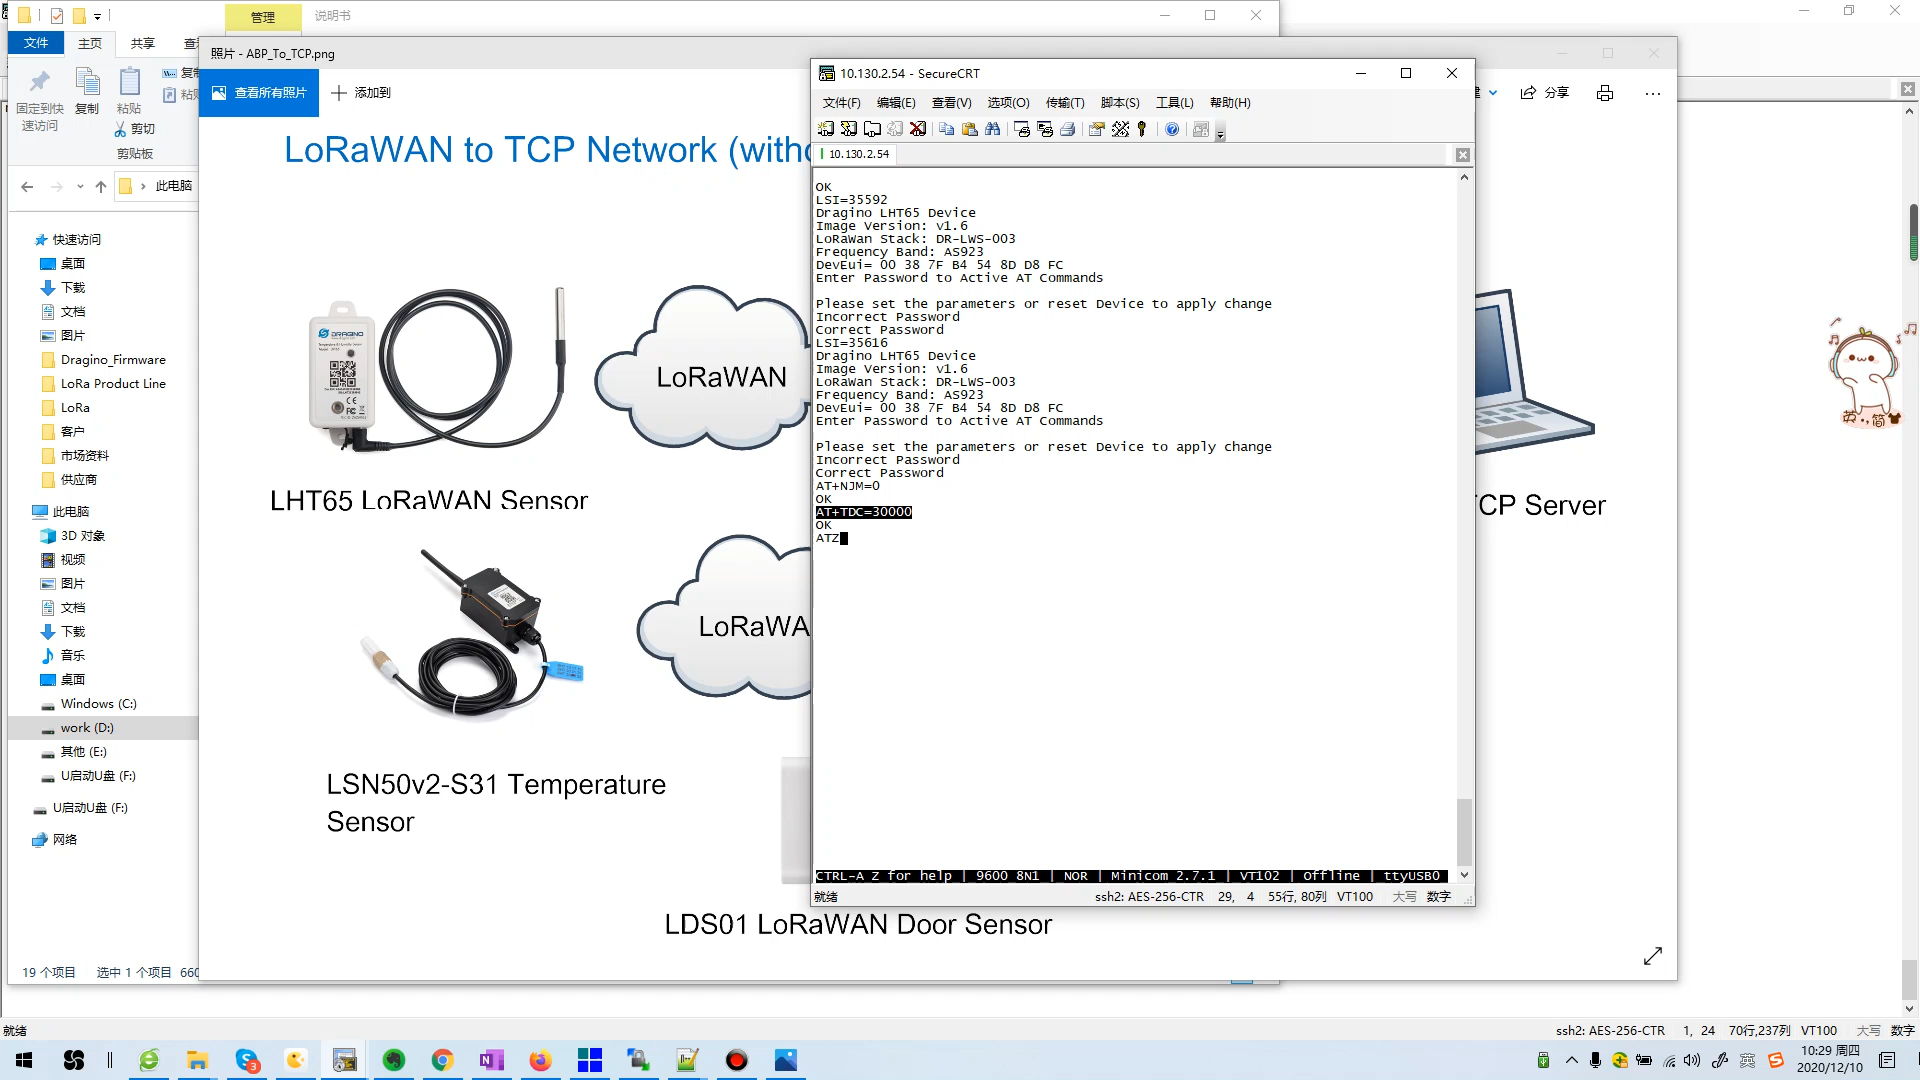 管理
说明书
文件
主页
共享
查
照片 - ABP_To_TCP.png
固定到快
速访问
复制
粘贴
剪切
剪贴板
查看所有照片
添加到
此电脑
快速访问
桌面
下载
文档
图片
Dragino_Firmware
LoRa Product Line
LoRa
客户
市场资料
供应商
此电脑
3D 对象
视频
图片
文档
下载
音乐
桌面
Windows (C:)
work (D:)
其他 (E:)
U启动U盘 (F:)
U启动U盘 (F:)
网络
19 个项目 选中 1 个项目 660
LoRaWAN to TCP Network (witho
DRAGINO
LoRaWAN
LHT65 LoRaWAN Sensor
LoRaWA
LSN50v2-S31 Temperature
Sensor
LDS01 LoRaWAN Door Sensor
CP Server
分享
10.130.2.54 - SecureCRT
文件(F) 编辑(E) 查看(V) 选项(O) 传输(T) 脚本(S) 工具(L) 帮助(H)
10.130.2.54
OK
LSI=35592
Dragino LHT65 Device
Image Version: v1.6
LoRaWan Stack: DR-LWS-003
Frequency Band: AS923
DevEui= 00 38 7F B4 54 8D D8 FC
Enter Password to Active AT Commands
Please set the parameters or reset Device to apply change
Incorrect Password
Correct Password
LSI=35616
Dragino LHT65 Device
Image Version: v1.6
LoRaWan Stack: DR-LWS-003
Frequency Band: AS923
DevEui= 00 38 7F B4 54 8D D8 FC
Enter Password to Active AT Commands
Please set the parameters or reset Device to apply change
Incorrect Password
Correct Password
AT+NJM=0
OK
AT+TDC=30000
OK
ATZ
CTRL-A Z for help | 9600 8N1 | NOR | Minicom 2.7.1 | VT102 | Offline | ttyUSB0
就绪 ssh2: AES-256-CTR 29, 4 55行, 80列 VT100 大写 数字
英 简
就绪 ssh2: AES-256-CTR 1, 24 70行,237列 VT100 大写 数字
英
10:29 周四
2020/12/10